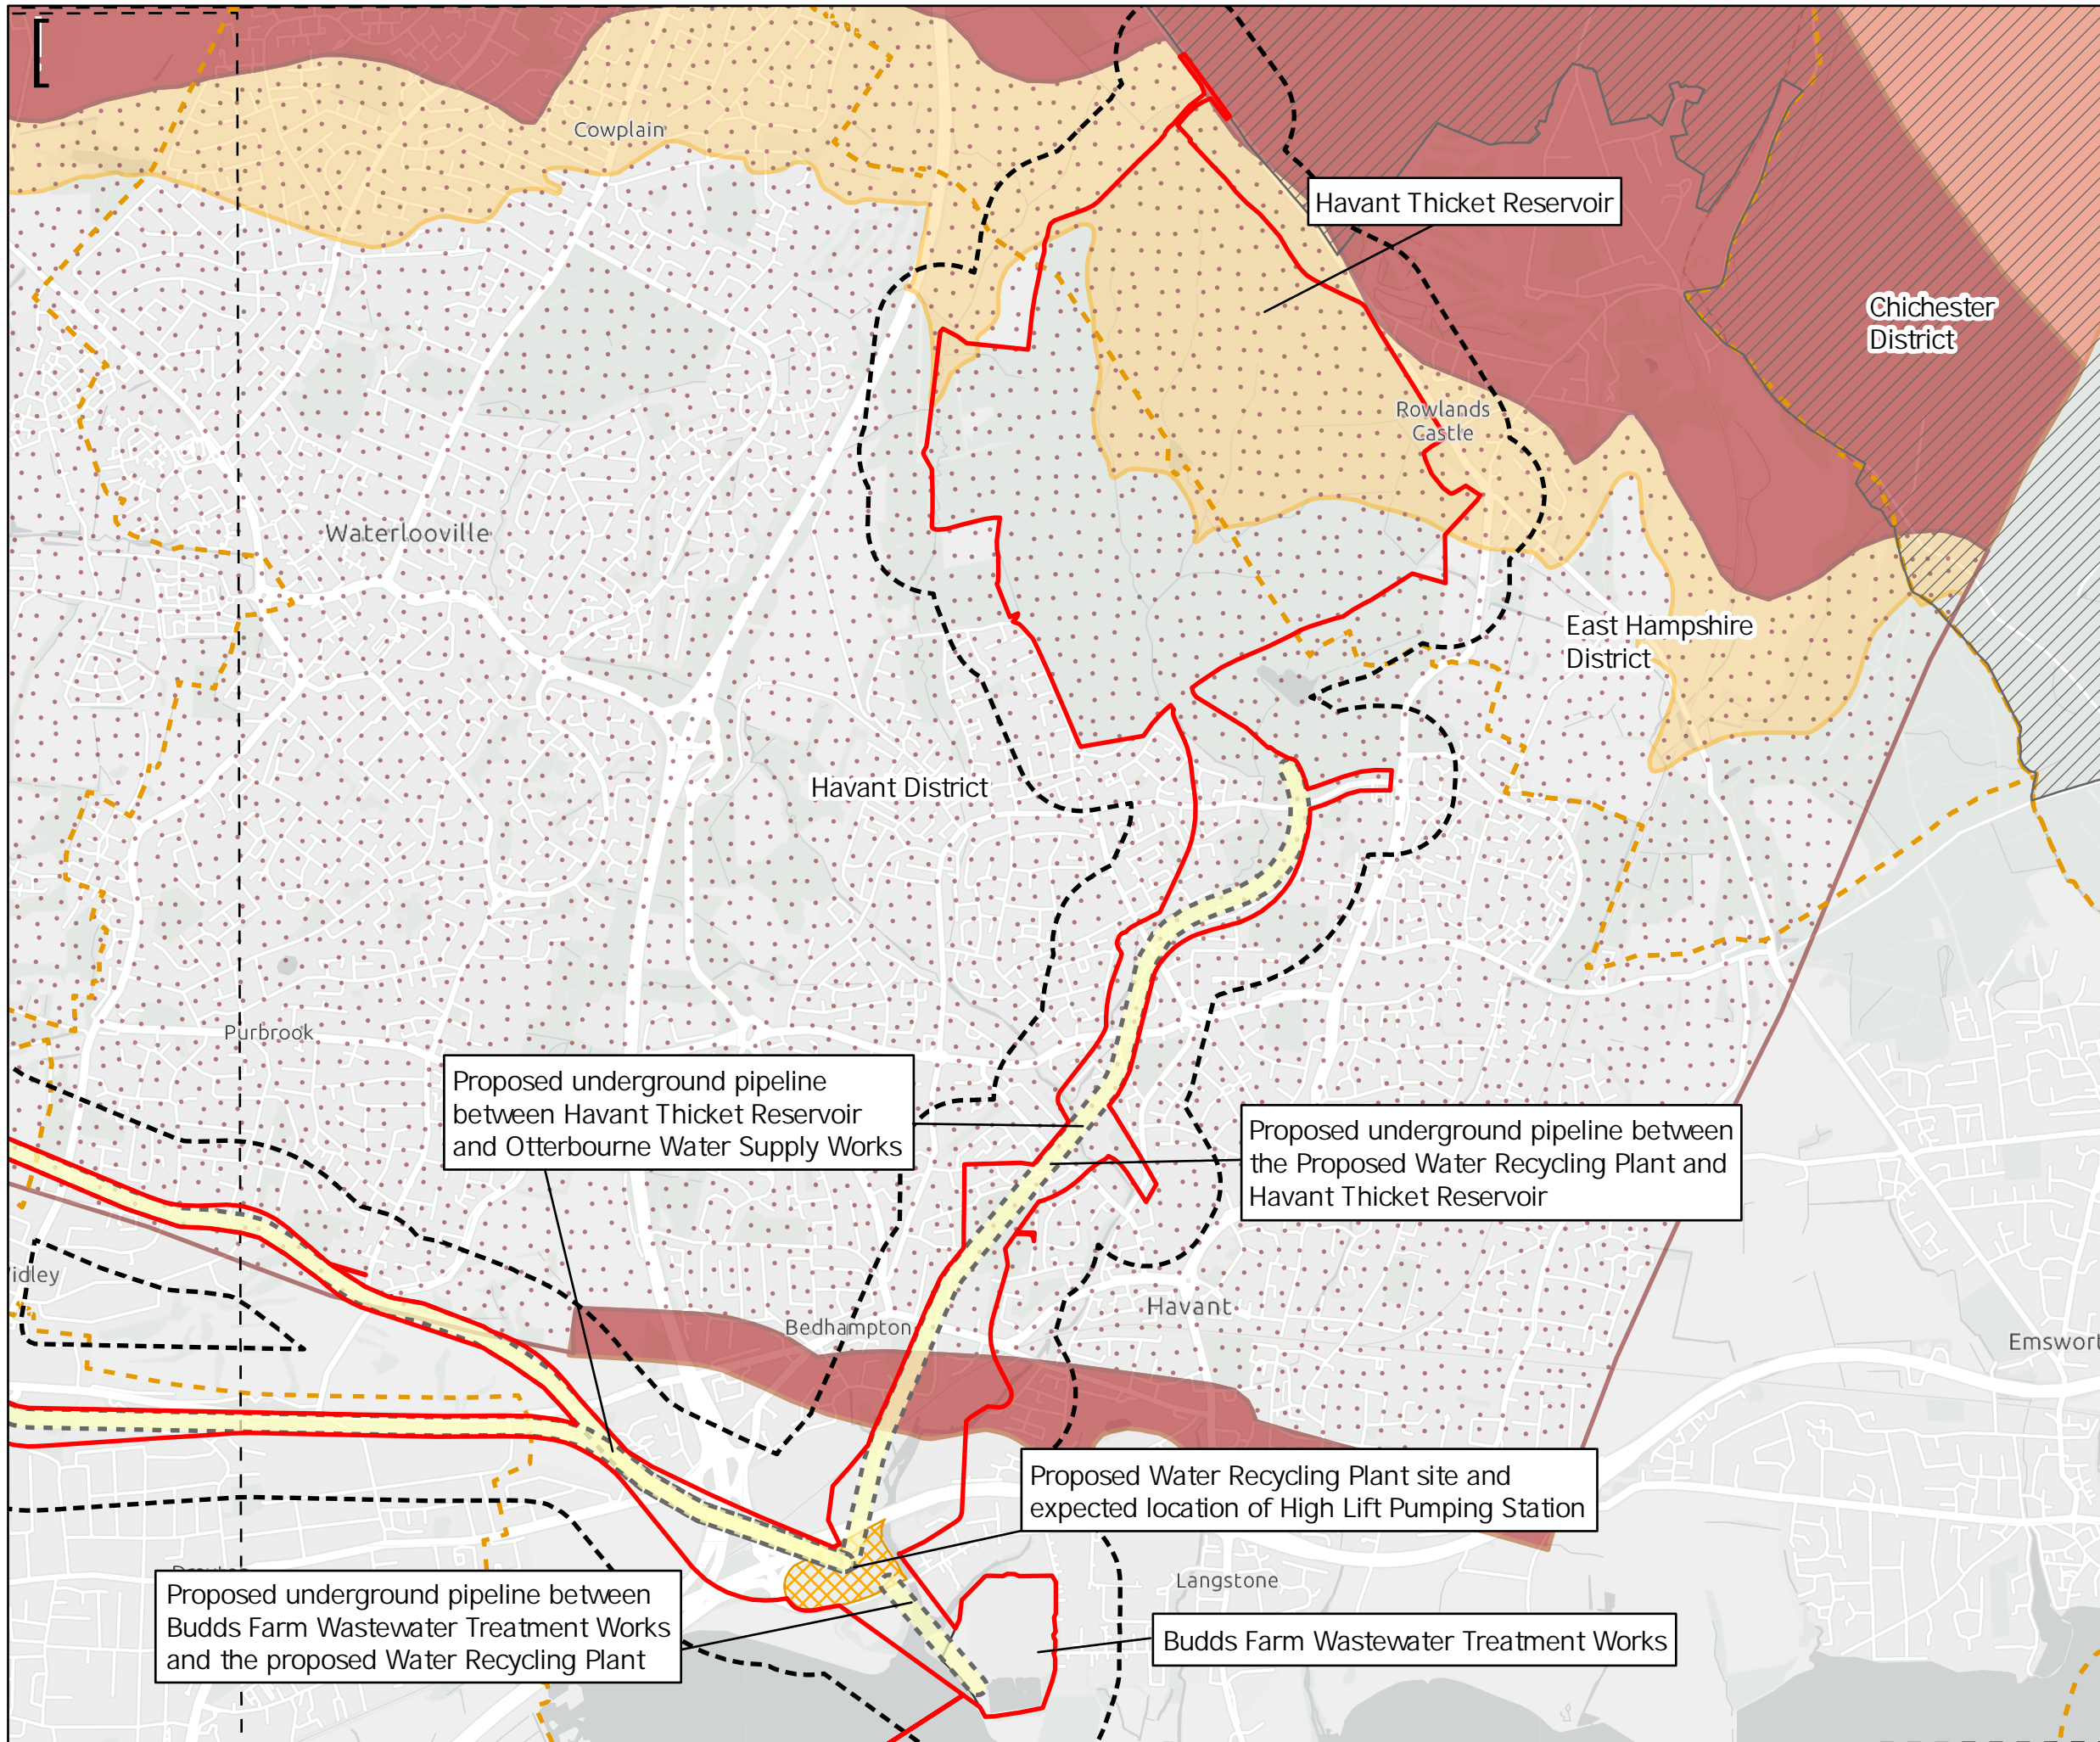 [
Cowplain
Havant Thicket Reservoir
Chichester
District
Rowlands
Castle
Waterlooville
East Hampshire
District
Havant District
Purbrook
Proposed underground pipeline
between Havant Thicket Reservoir
and Otterbourne Water Supply Works
Proposed underground pipeline between
the Proposed Water Recycling Plant and
Havant Thicket Reservoir
idley
Havant
Bedhampton
Emswort
Proposed Water Recycling Plant site and
expected location of High Lift Pumping Station
Langstone
Proposed underground pipeline between
Budds Farm Wastewater Treatment Works
and the proposed Water Recycling Plant
Budds Farm Wastewater Treatment Works